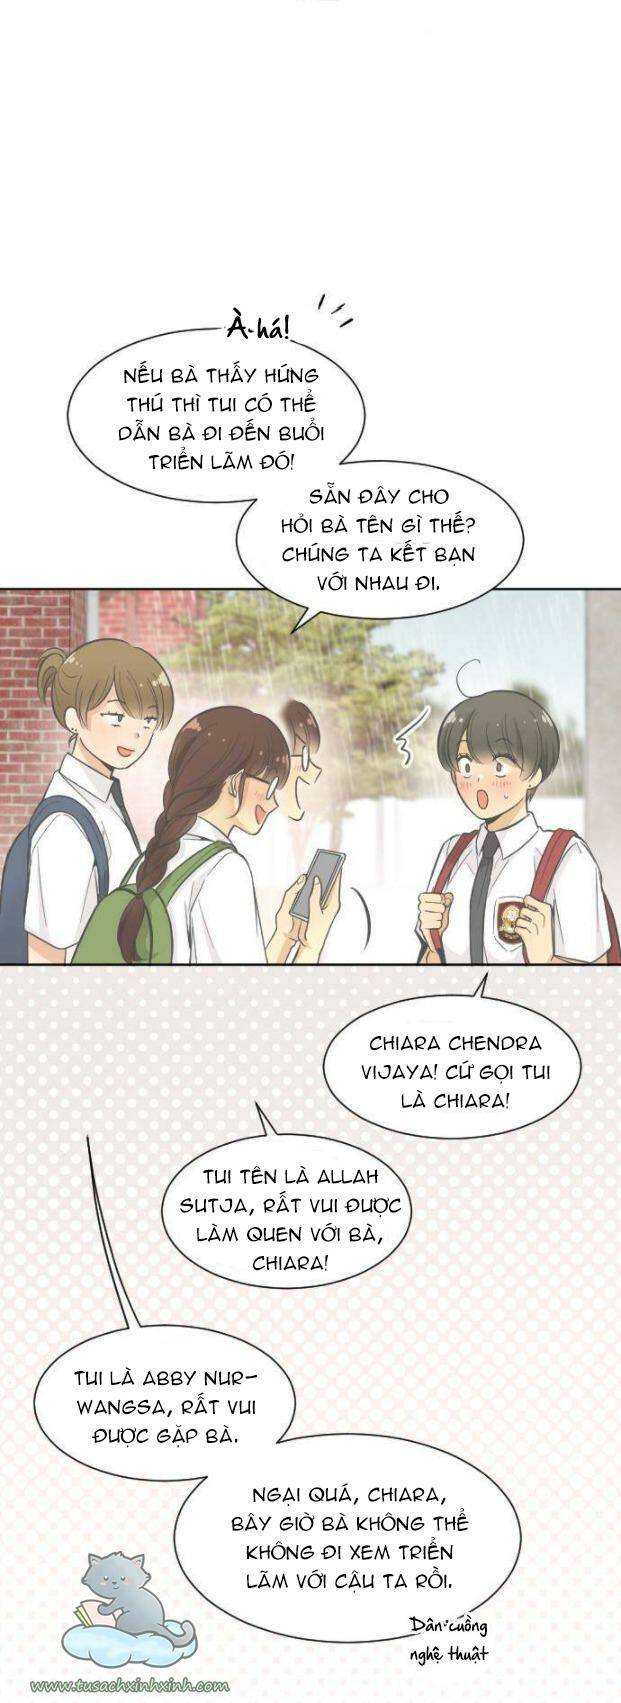 À há!
NẾU BÀ THẤY HỨNG
THÚ THÌ TUI CÓ THỂ
DẪN BÀ ĐI ĐẾN BUỔI
TRIỂN LÃM ĐÓ!
SẴN ĐÂY CHO
HỎI BÀ TÊN GÌ THẾ?
CHÚNG TA KẾT BẠN
VỚI NHAU ĐI.
CHIARA CHENDRA
VIJAYA! CỨ GỌI TUI
LÀ CHIARA!
TUI TÊN LÀ ALLAH
SUTJA, RẤT VUI ĐƯỢC
LÀM QUEN VỚI BÀ,
CHIARA!
TUI LÀ ABBY NUR-
WANGSA, RẤT VUI
ĐƯỢC GẶP BÀ.
NGẠI QUÁ, CHIARA,
BÂY GIỜ BÀ KHÔNG THỂ
KHÔNG ĐI XEM TRIỂN
LÃM VỚI CẬU TA RỒI.
Dân cuồng
nghệ thuật
www.tusachxinhxinh.com